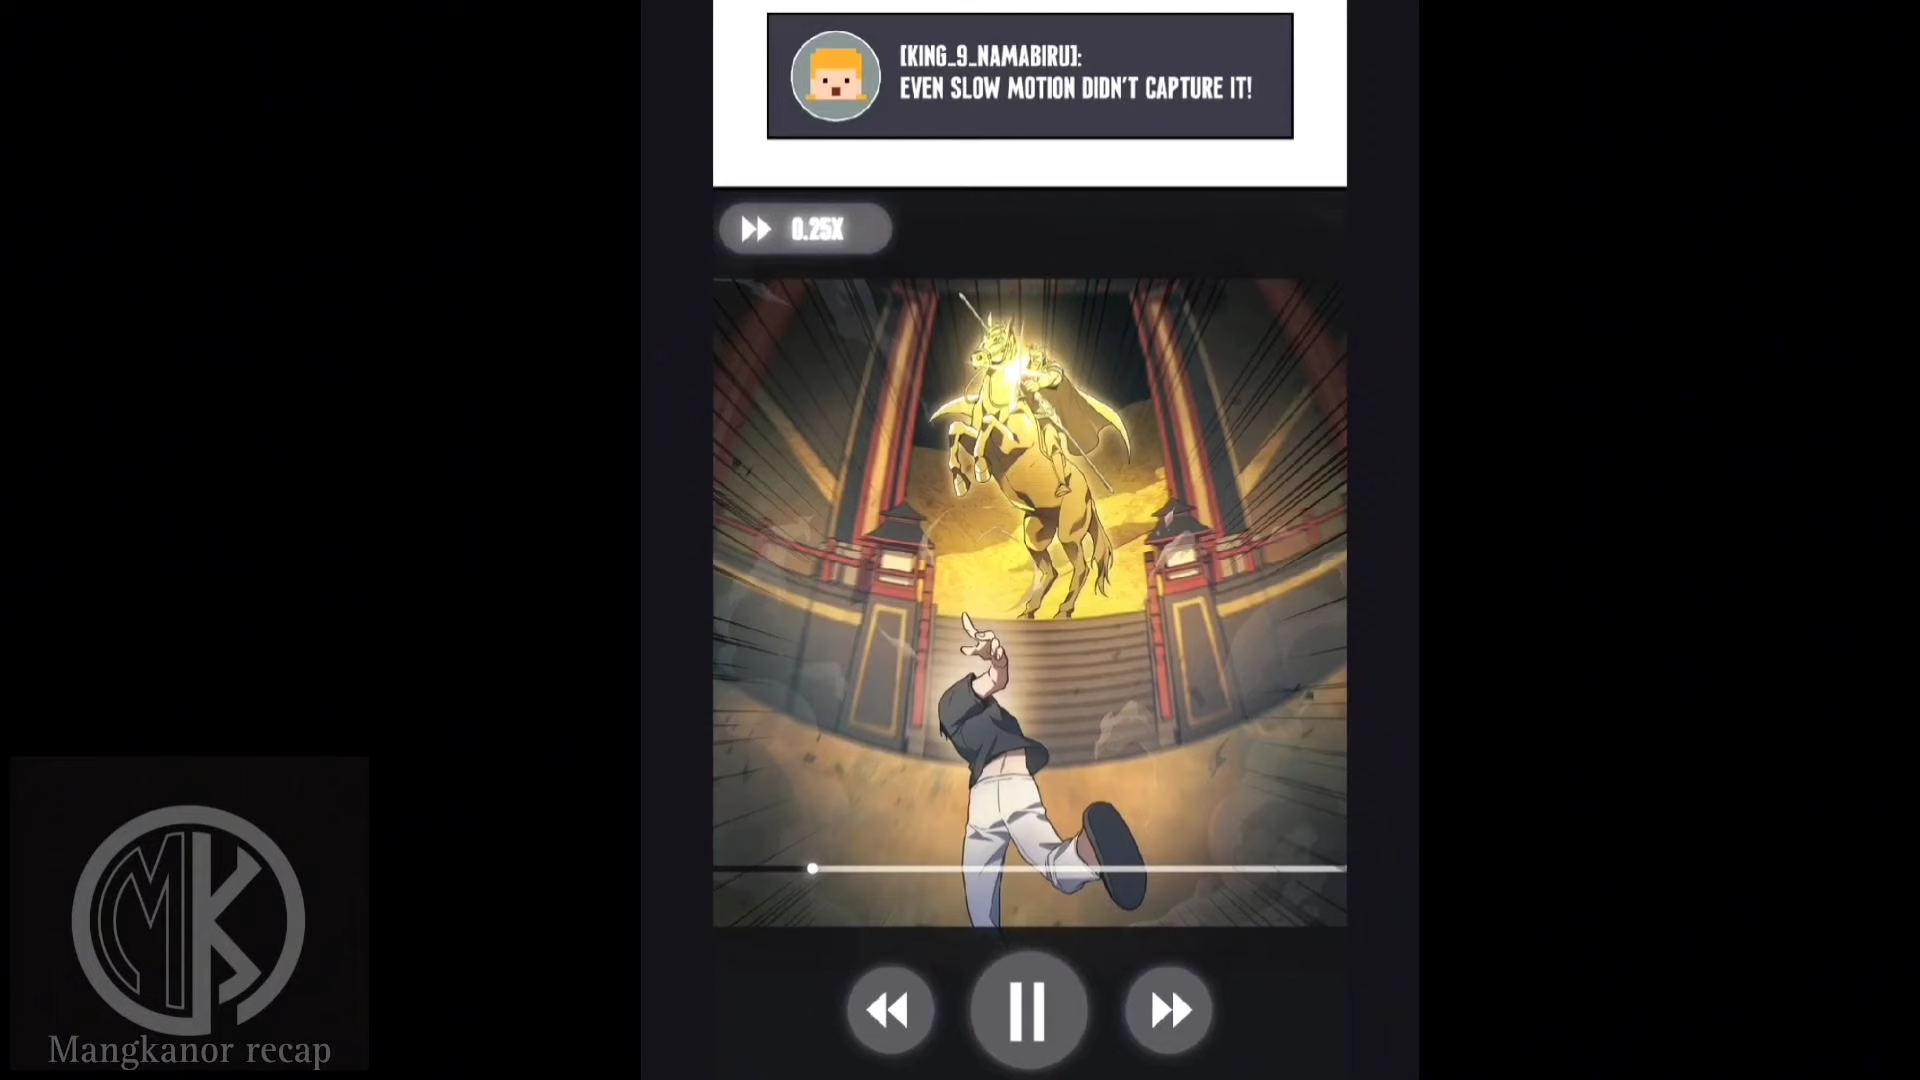 [KING_9_NAMABIRU]:
EVEN SLOW MOTION DIDN'T CAPTURE IT!
0.25X
MK
Mangkanor recap